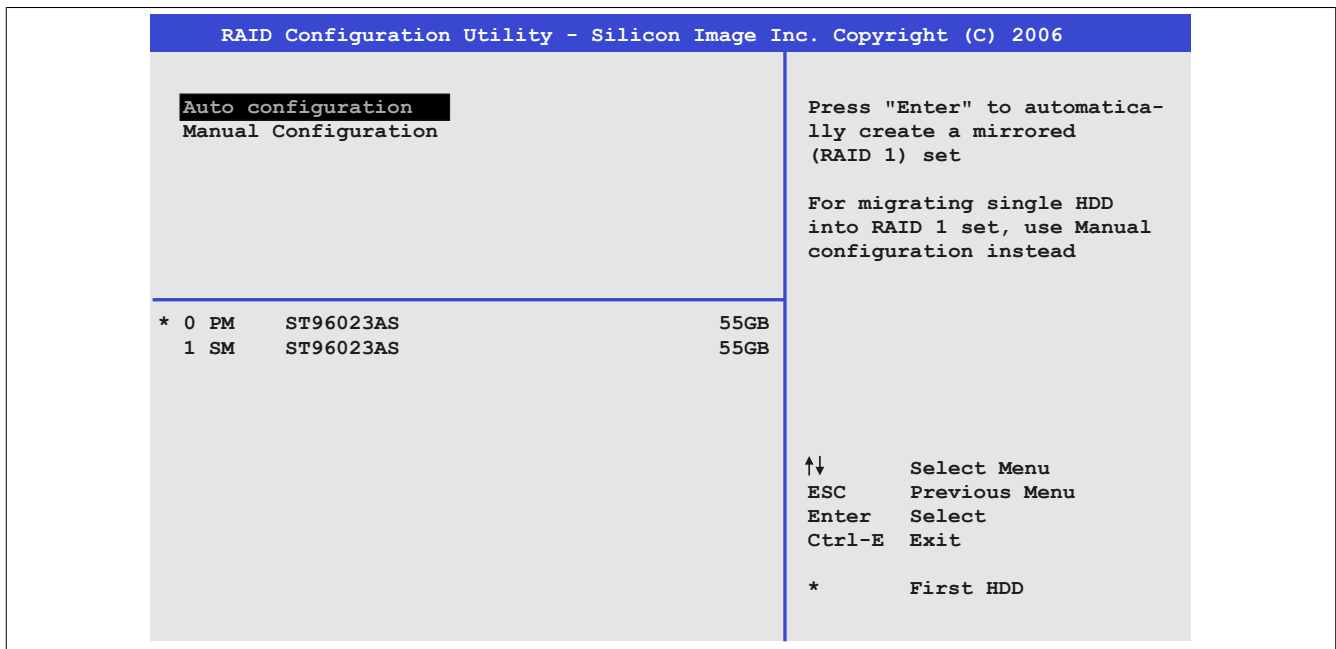 RAID Configuration Utility - Silicon Image Inc. Copyright (C) 2006
Auto configuration
Manual Configuration
Press "Enter" to automatica-
lly create a mirrored
(RAID 1) set
For migrating single HDD
into RAID 1 set, use Manual
configuration instead
* 0 PM ST96023AS 55GB
1 SM ST96023AS 55GB
↑↓ Select Menu
ESC Previous Menu
Enter Select
Ctrl-E Exit
* First HDD